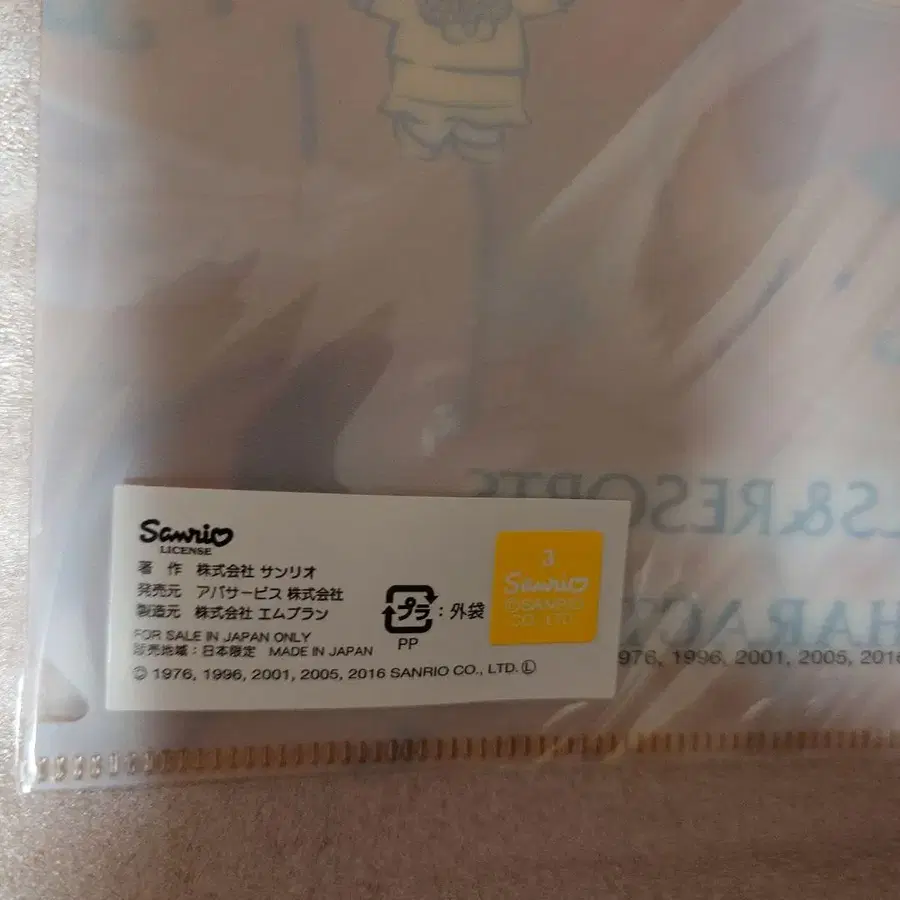 LS&RESORTS
Sanrio
LICENSE
著 作 株式会社 サンリオ
発売元 アパサービス 株式会社
製造元 株式会社 エムプラン
FOR SALE IN JAPAN ONLY
販売地域：日本限定 MADE IN JAPAN
© 1976, 1996, 2001, 2005, 2016 SANRIO CO., LTD. Ⓛ
プラ : 外袋
PP
3
Sanrio
©SANRIO
CO., LTD.
HARAC
976, 1996, 2001, 2005, 2016